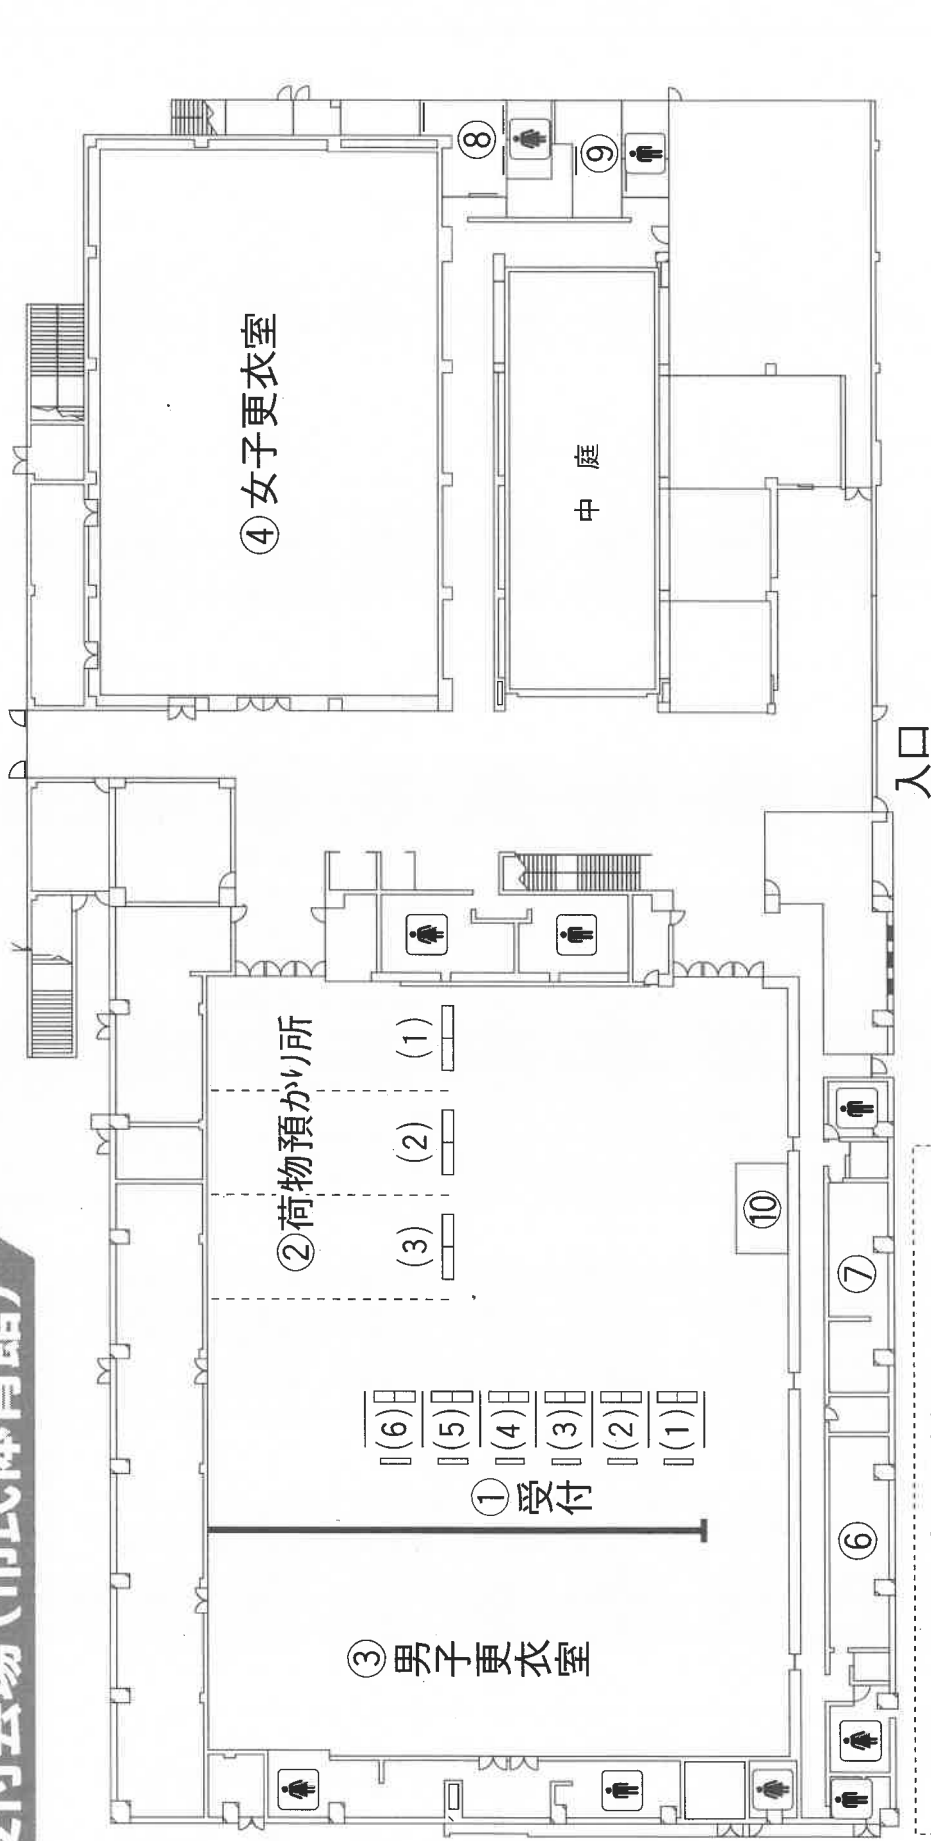 ④女子更衣室
中庭
⑧
⑨
入口
②荷物預かり所
(1)
(2)
(3)
①受付
(6)
(5)
(4)
(3)
(2)
(1)
③男子更衣室
⑩
⑦
⑥